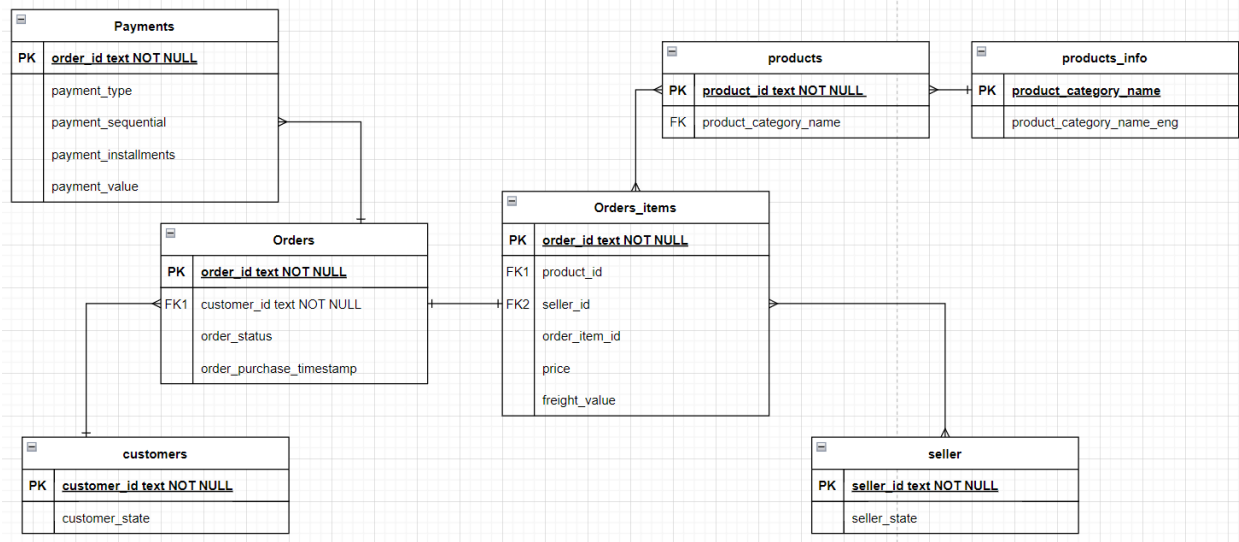 Payments
PK order_id text NOT NULL
payment_type
payment_sequential
payment_installments
payment_value
products
PK product_id text NOT NULL
FK product_category_name
products_info
PK product_category_name
product_category_name_eng
Orders
PK order_id text NOT NULL
FK1 customer_id text NOT NULL
order_status
order_purchase_timestamp
Orders_items
PK order_id text NOT NULL
FK1 product_id
FK2 seller_id
order_item_id
price
freight_value
customers
PK customer_id text NOT NULL
customer_state
seller
PK seller_id text NOT NULL
seller_state